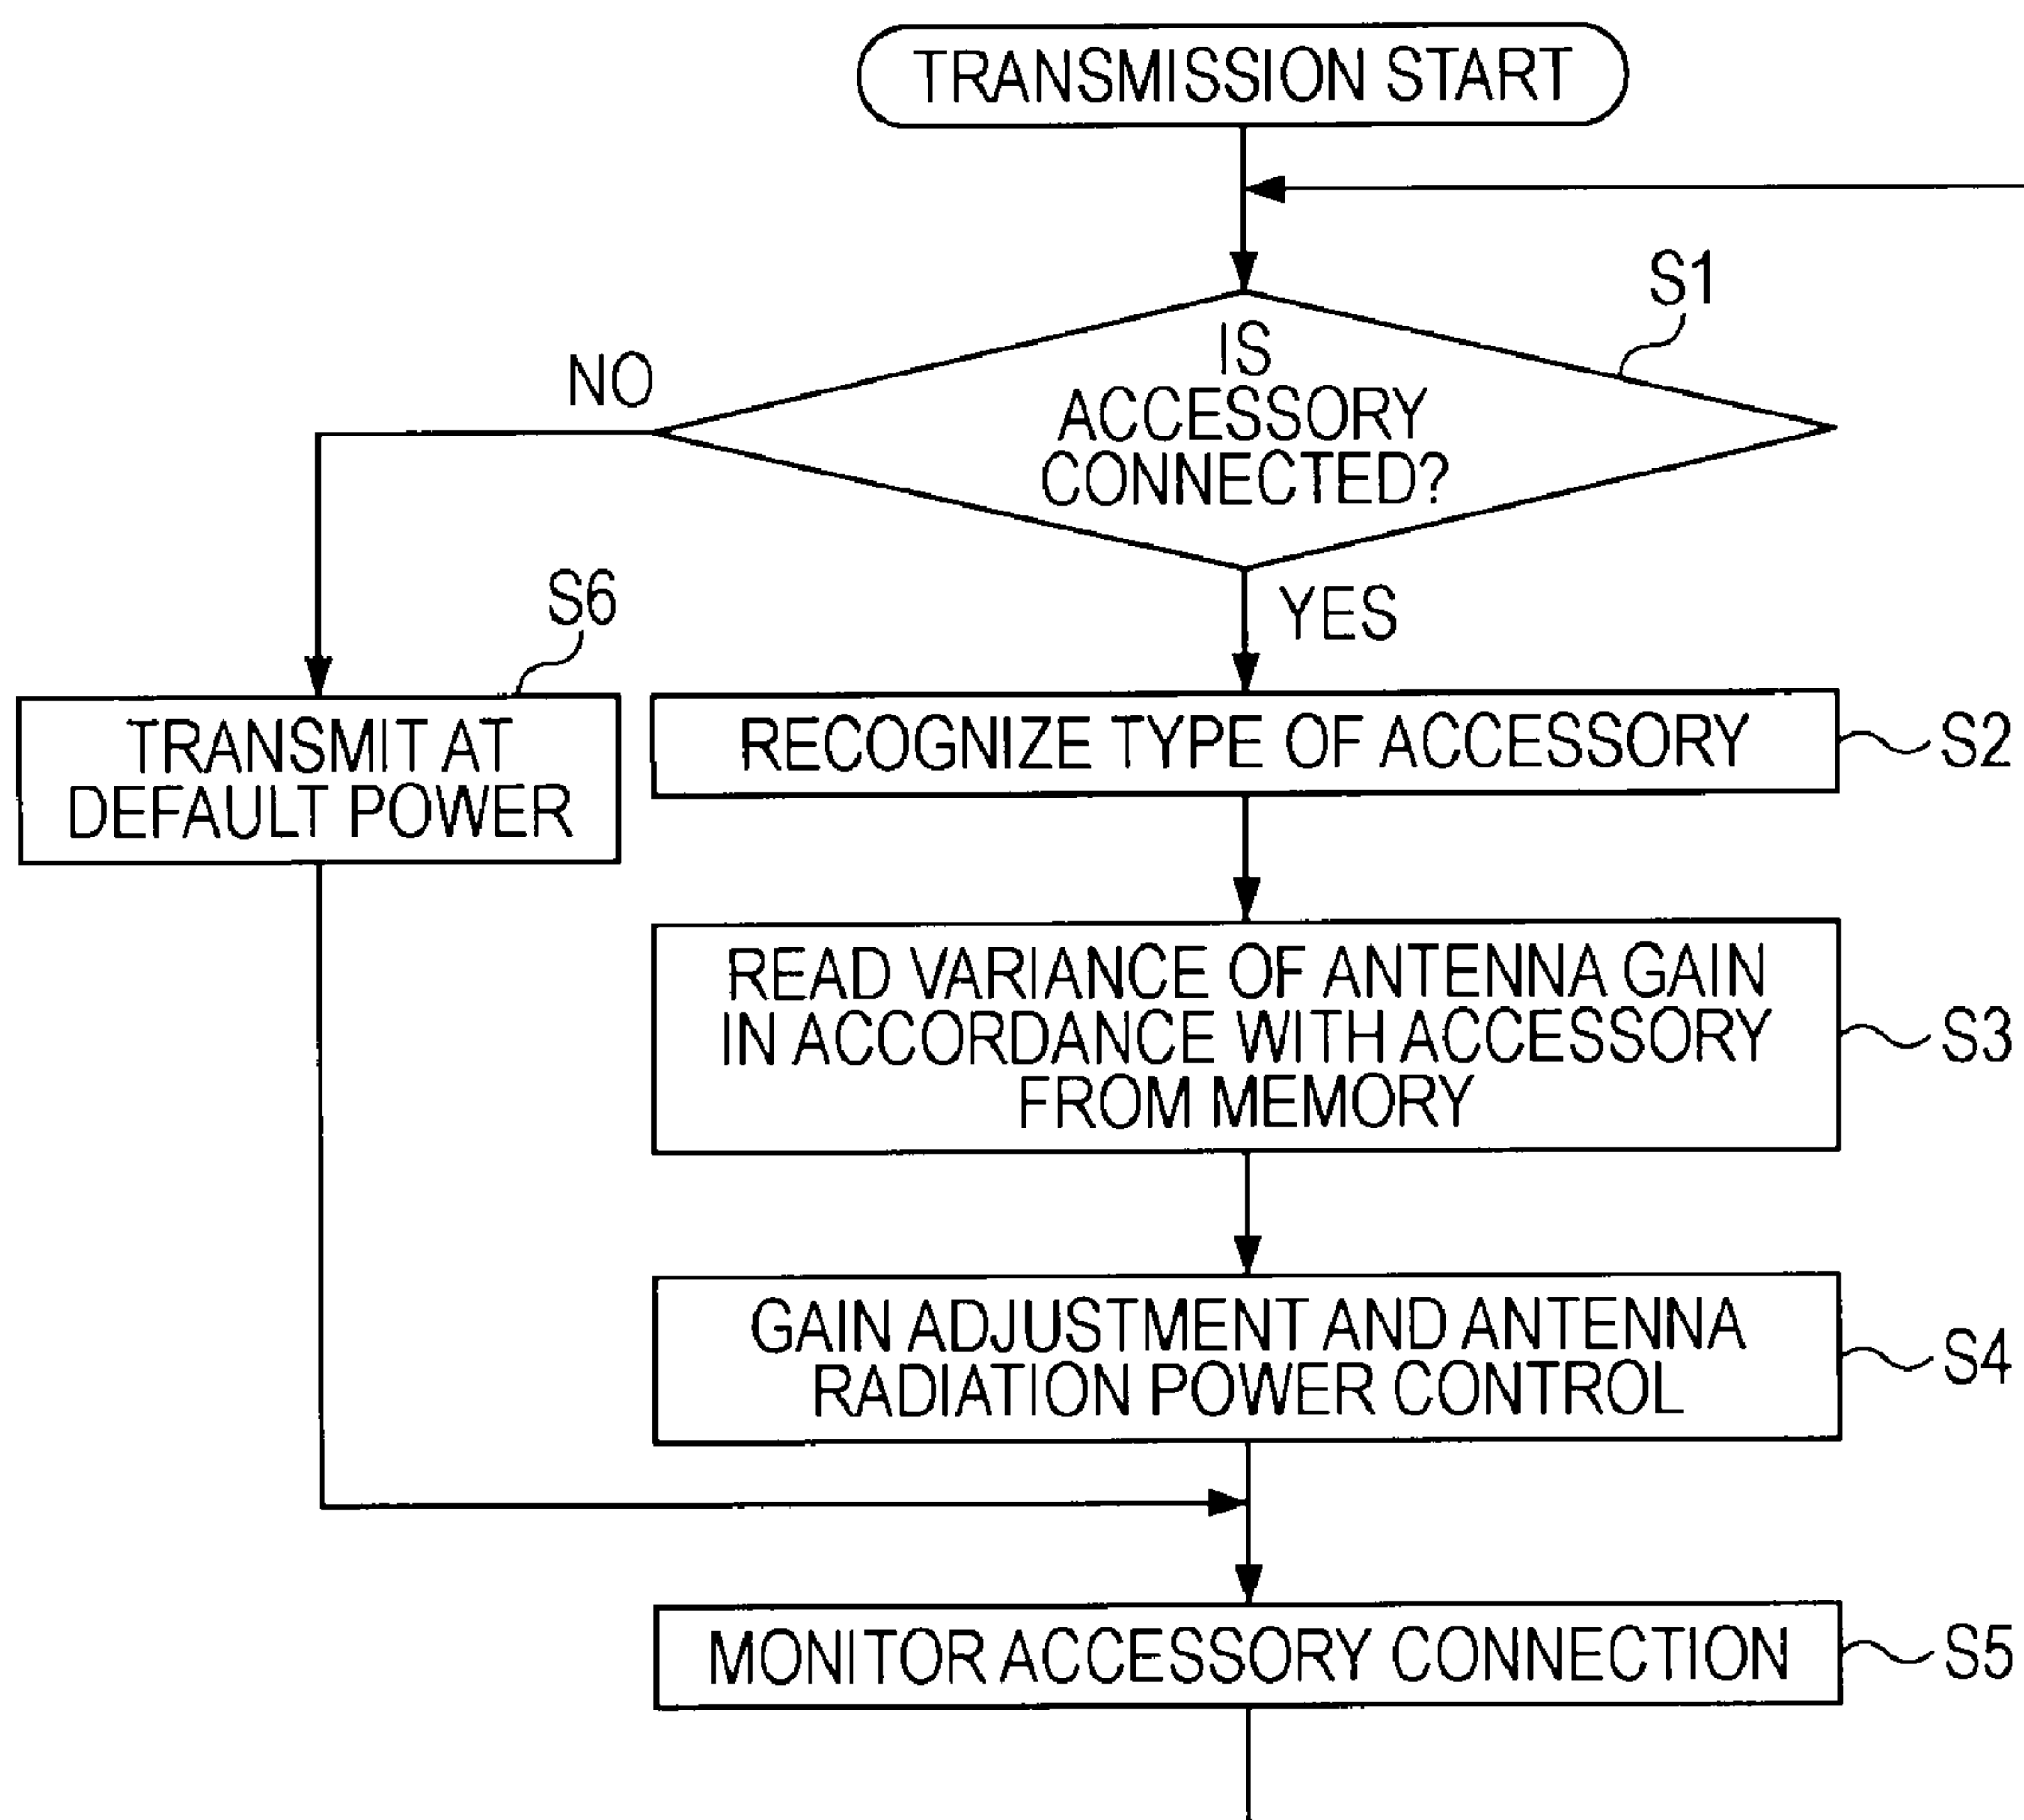 TRANSMISSION START
S1
IS
ACCESSORY
CONNECTED?
NO
YES
S6
TRANSMIT AT
DEFAULT POWER
RECOGNIZE TYPE OF ACCESSORY
S2
READ VARIANCE OF ANTENNA GAIN
IN ACCORDANCE WITH ACCESSORY
FROM MEMORY
S3
GAIN ADJUSTMENT AND ANTENNA
RADIATION POWER CONTROL
S4
MONITOR ACCESSORY CONNECTION
S5